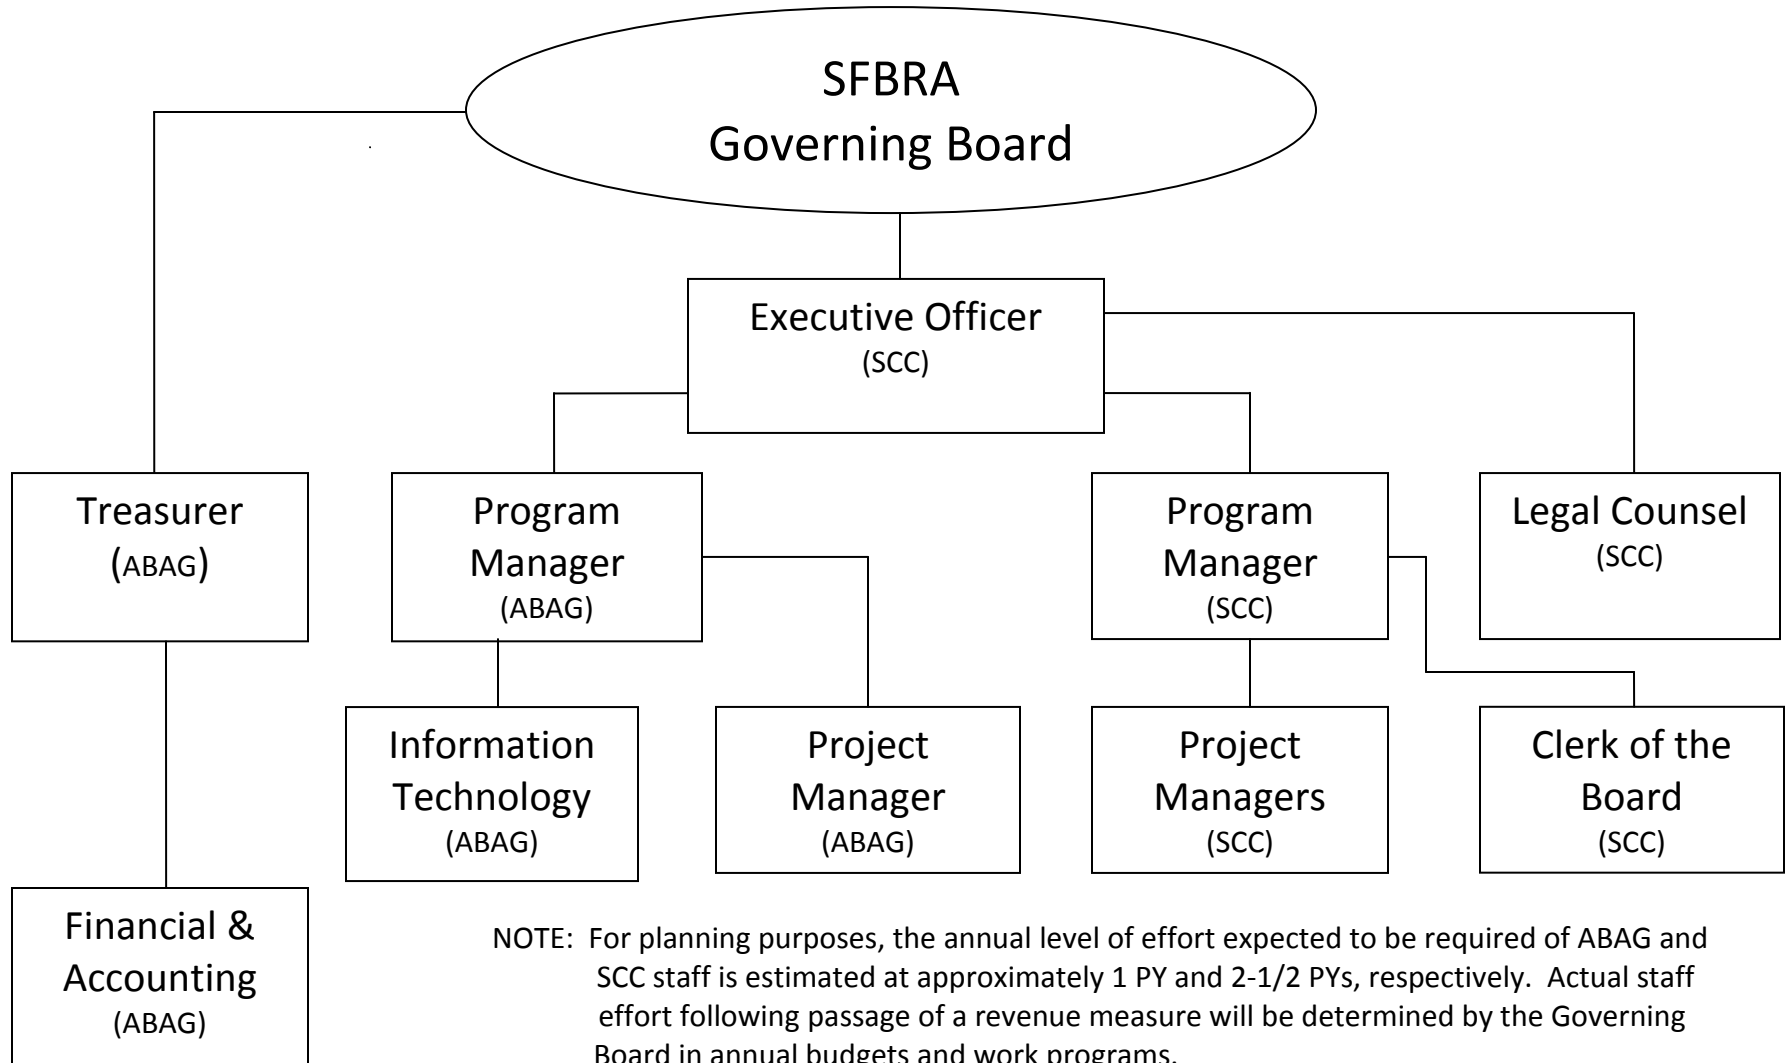 SFBRA
Governing Board
Executive Officer
(SCC)
Treasurer
(ABAG)
Program
Manager
(ABAG)
Program
Manager
(SCC)
Legal Counsel
(SCC)
Information
Technology
(ABAG)
Project
Manager
(ABAG)
Project
Managers
(SCC)
Clerk of the
Board
(SCC)
Financial &
Accounting
(ABAG)
NOTE: For planning purposes, the annual level of effort expected to be required of ABAG and
SCC staff is estimated at approximately 1 PY and 2-1/2 PYs, respectively. Actual staff
effort following passage of a revenue measure will be determined by the Governing
Board in annual budgets and work programs.